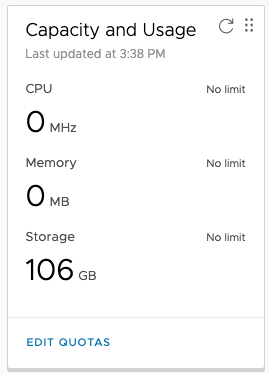 Capacity and Usage
Last updated at 3:38 PM
CPU No limit
0 MHz
Memory No limit
0 MB
Storage No limit
106 GB
EDIT QUOTAS